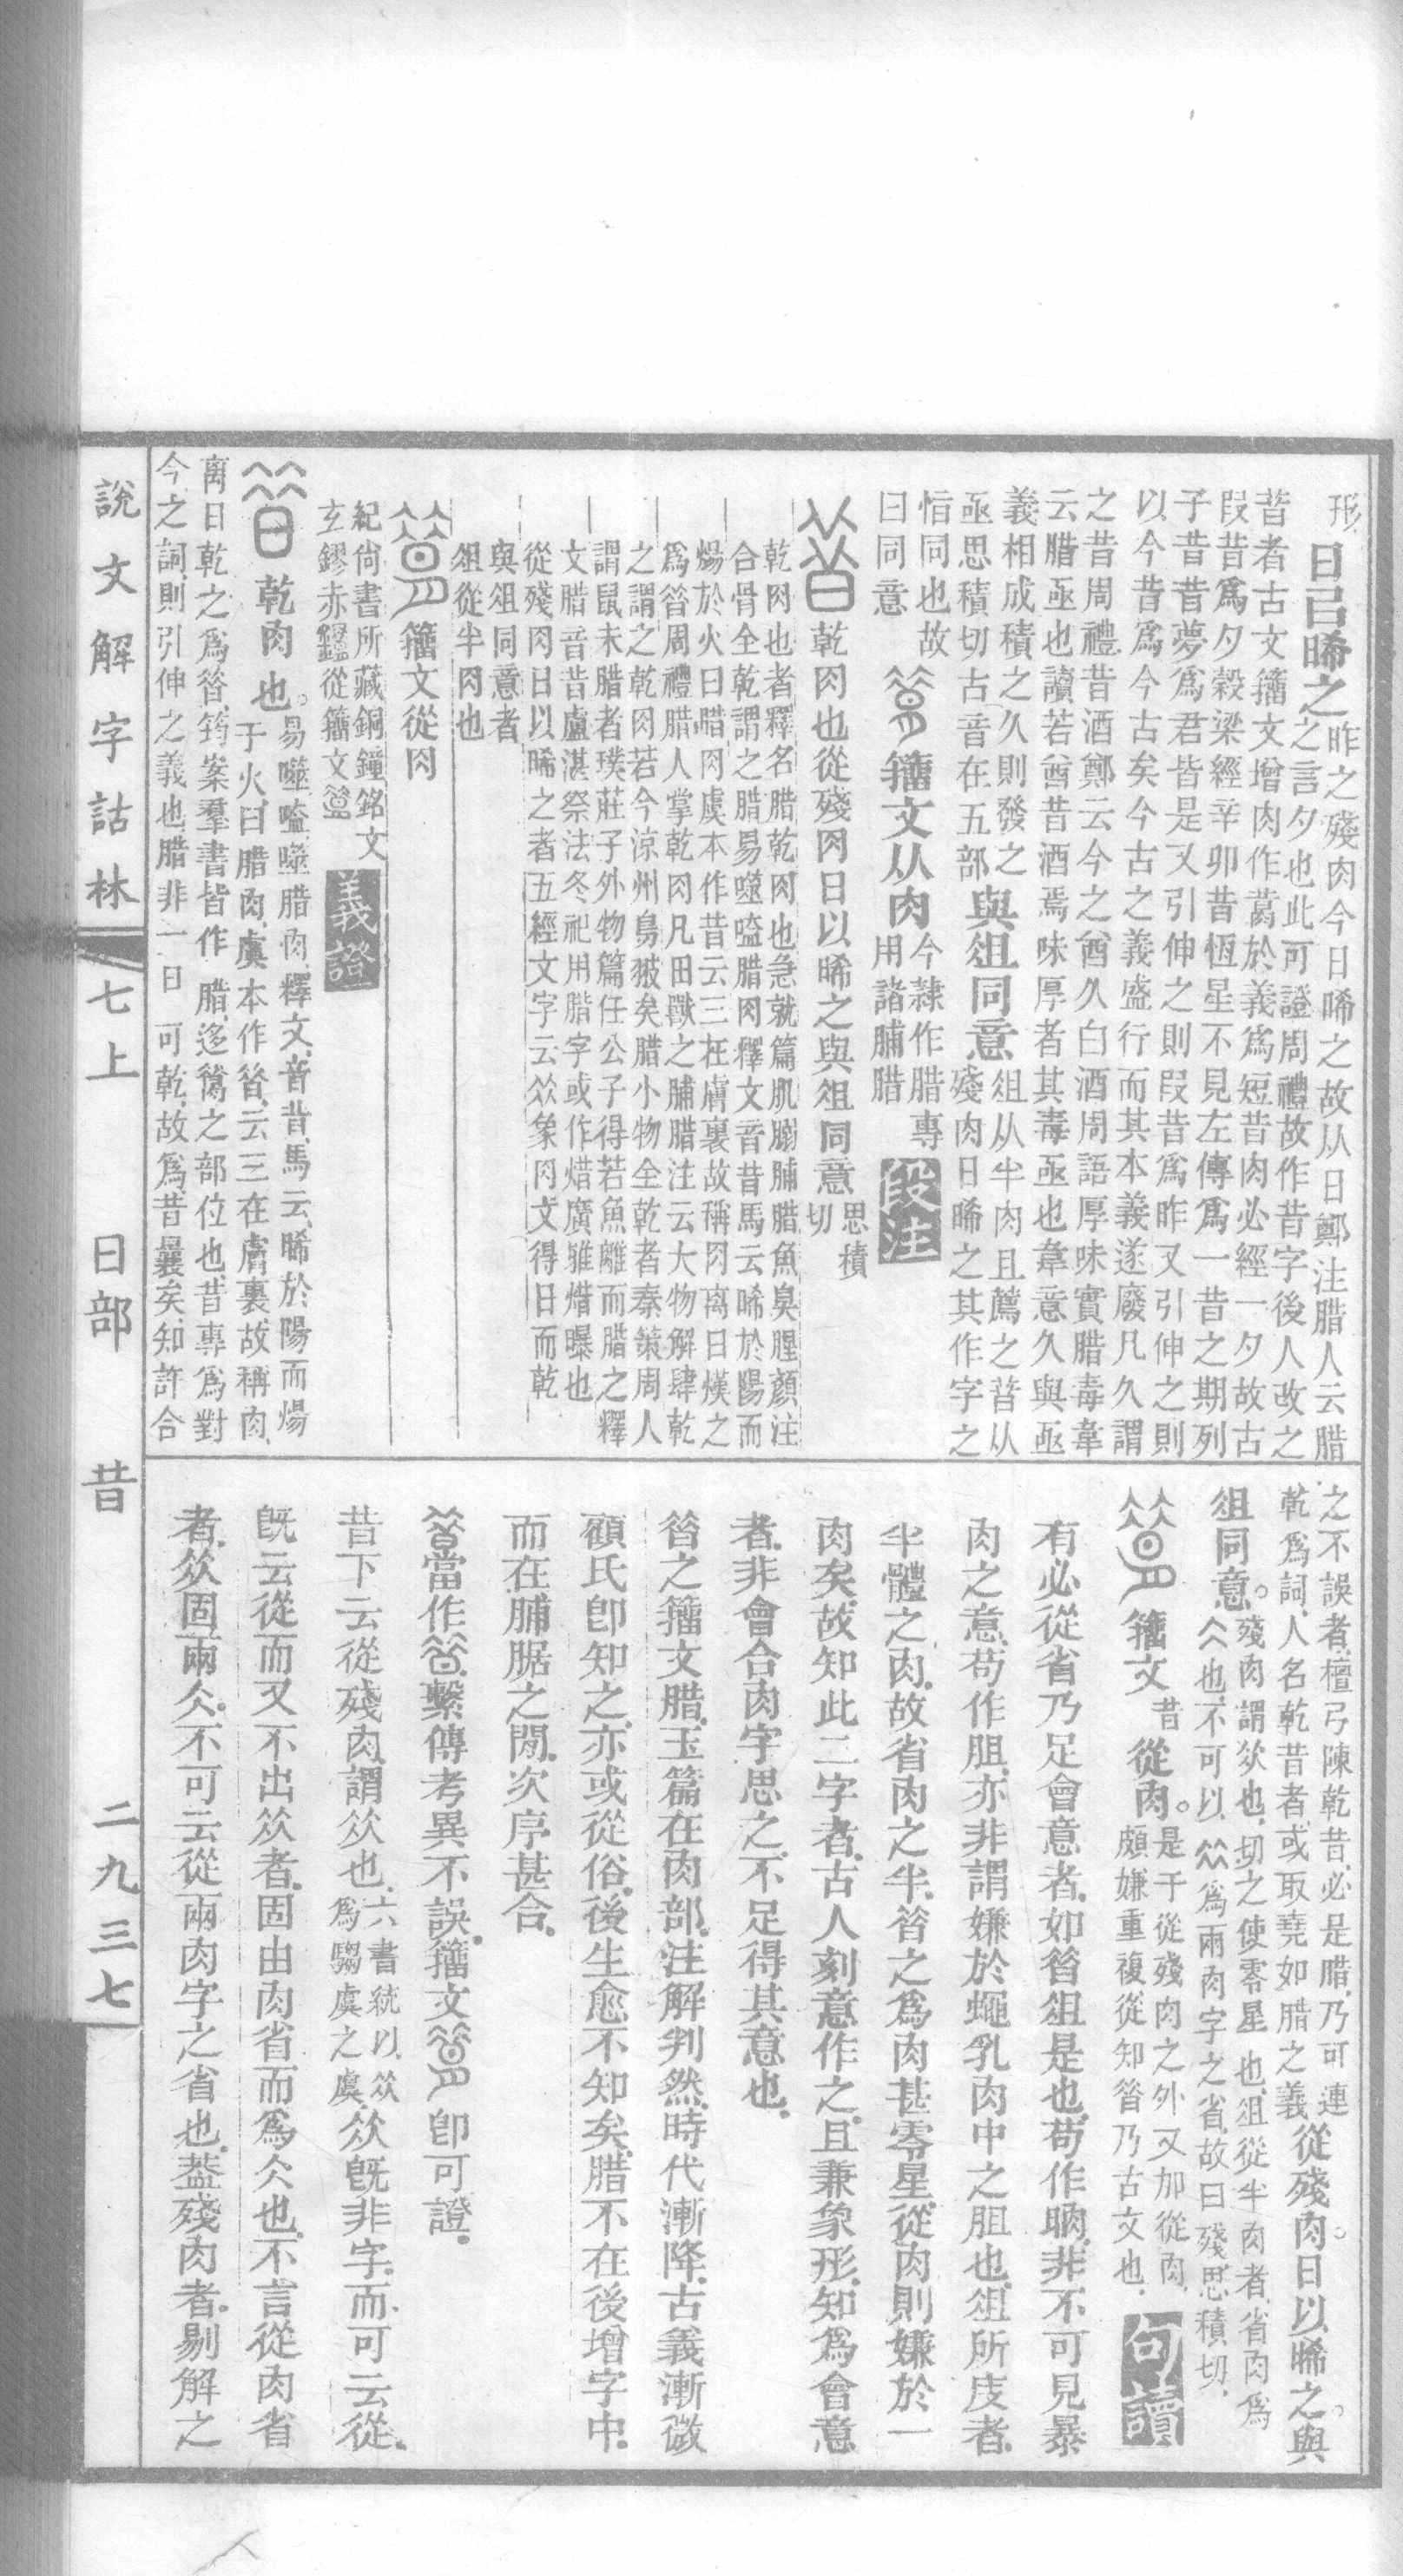 形
日㠯晞之
昨之殘肉今日晞之故从日鄭注腊人云腊
之言夕也此可證周禮故作昔字後人改之
昔者古文籒文增肉作𦠡於義爲短昔肉必經一夕故古
叚昔爲夕穀梁經辛卯昔恆星不見左傳爲一昔之期列
子昔昔夢爲君皆是又引伸之則叚昔爲昨又引伸之則
以今昔爲今古矣今古之義盛行而其本義遂廢凡久謂
之昔周禮昔酒鄭云今之酋久白酒周語厚味實腊毒韋
云腊亟也讀若酋昔酒焉味厚者其毒亟也韋意久與亟
義相成積之久則發之
亟思積切古音在五部
與俎同意
俎从半肉且薦之昔从
殘肉日晞之其作字之
恉同也故
曰同意
籒文从肉
今隸作腊專
用諸脯腊
段注
乾肉也從殘肉日以晞之與俎同意
思積
切
乾肉也者釋名腊乾肉也急就篇肌䐿脯腊魚臭腥顏注
合骨全乾謂之腊易噬嗑腊肉釋文音昔馬云晞於陽而
煬於火曰腊肉虞本作昔云三在膚裏故稱肉离日熯之
爲昝周禮腊人掌乾肉凡田獸之脯腊注云大物解肆乾
之謂之乾肉若今涼州烏翅矣腊小物全乾者秦策周人
謂鼠未腊者璞莊子外物篇任公子得若魚離而腊之釋
文腊音昔盧湛祭法冬祀用腊字或作焟廣雅焟曝也
從殘肉日以晞之者五經文字云𠈌象肉文得日而乾
與俎同意者
俎從半肉也
籒文從肉
紀尙書所藏銅鐘銘文
玄鏐赤鑞從籒文
義證
乾肉也。
易噬嗑噬腊肉釋文音昔馬云晞於陽而煬
于火曰腊肉虞本作昝云三在膚裏故稱肉
离日乾之爲昝筠案羣書皆作腊迻䏽之部位也昔專爲對
今之詞則引伸之義也腊非一日可乾故爲昔曩矣知許合
之不誤者檀弓陳乾昔必是腊乃可連
乾爲詞人名乾昔者或取堯如腊之義
從殘肉。日以晞之。與
俎同意。
殘肉謂𠈌也切之使零星也俎從半肉者省肉爲
仌也不可以𠈌爲兩肉字之省故曰殘思積切
籒文
昔
從肉。
是于從殘肉之外又加從肉
頗嫌重複從知昝乃古文也
句讀
有必從省乃足會意者如昝俎是也苟作䏎非不可見暴
肉之意苟作胆亦非謂嫌於蠅乳肉中之胆也俎所庋者
半體之肉故省肉之半昝之爲肉甚零星從肉則嫌於一
肉矣故知此二字者古人刻意作之且兼象形知爲會意
者非會合肉字思之不足得其意也
昝之籒文腊玉篇在肉部注解判然時代漸降古義漸微
顧氏卽知之亦或從俗後生愈不知矣腊不在後增字中
而在脯腒之閒次序甚合
當作昝繫傳考異不誤籒文卽可證
昔下云從殘肉謂𠈌也
六書統以𠈌
爲騶虞之虞
𠈌旣非字而可云從
旣云從而又不出𠈌者固由肉省而爲仌也不言從肉省
者𠈌固兩仌不可云從兩肉字之省也葢殘肉者剔解之
說文解字詁林
七上
日部
昔
二九三七